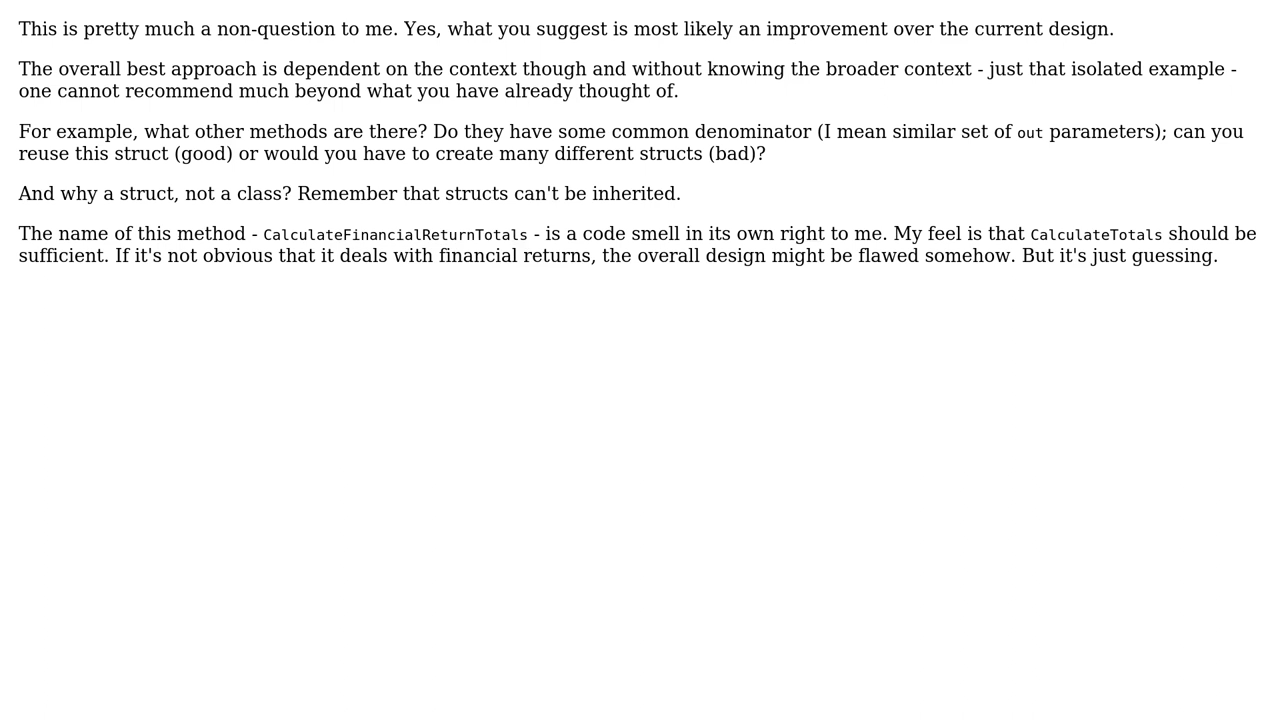 This is pretty much a non-question to me. Yes, what you suggest is most likely an improvement over the current design.
The overall best approach is dependent on the context though and without knowing the broader context - just that isolated example -
one cannot recommend much beyond what you have already thought of.
For example, what other methods are there? Do they have some common denominator (I mean similar set of out parameters); can you
reuse this struct (good) or would you have to create many different structs (bad)?
And why a struct, not a class? Remember that structs can't be inherited.
The name of this method - CalculateFinancialReturnTotals - is a code smell in its own right to me. My feel is that CalculateTotals should be
sufficient. If it's not obvious that it deals with financial returns, the overall design might be flawed somehow. But it's just guessing.